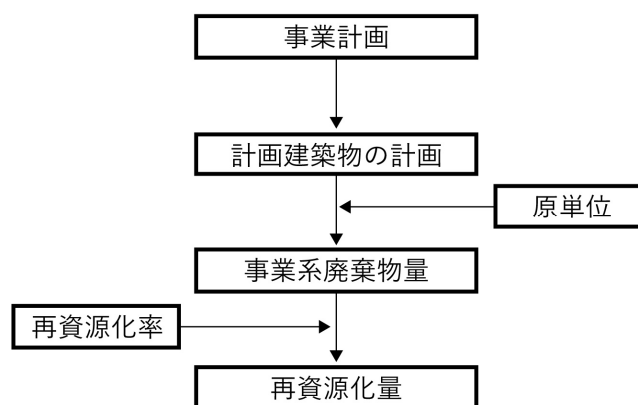 事業計画
計画建築物の計画
原単位
事業系廃棄物量
再資源化率
再資源化量